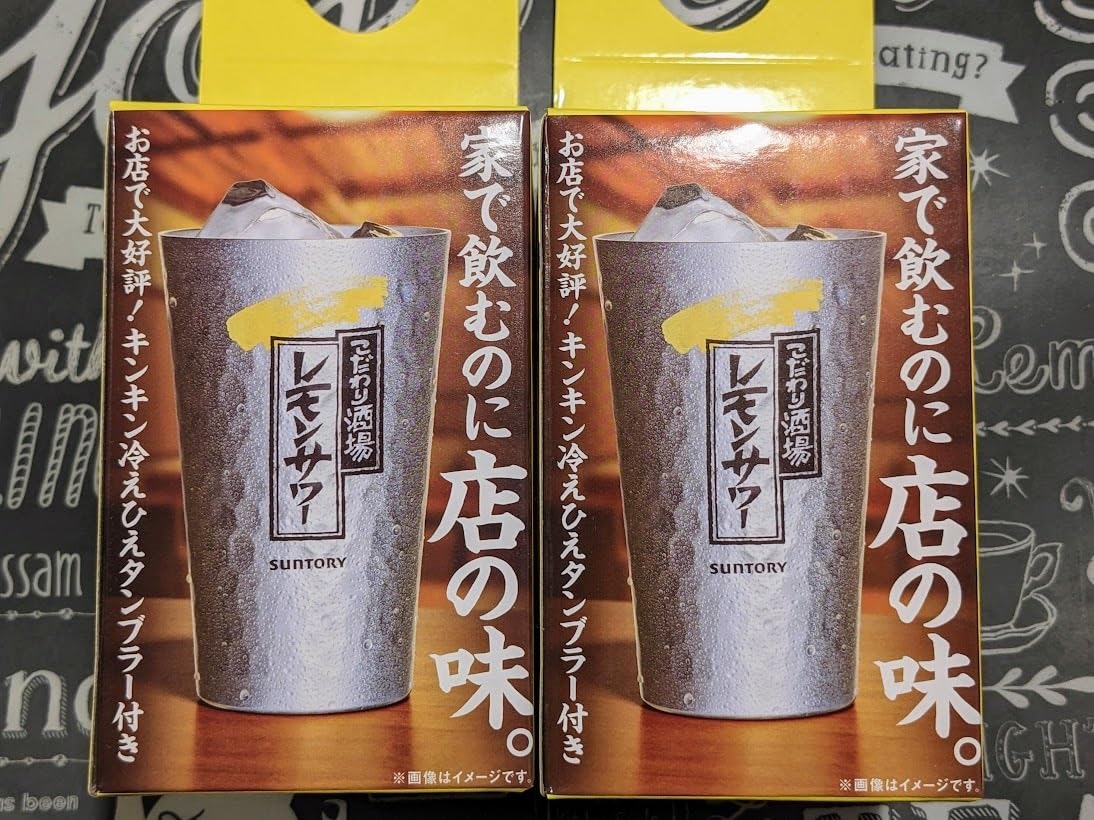 家で飲むのに店の味。
お店で大好評！キンキン冷えひえタンブラー付き
こだわり酒場
レモンサワー
SUNTORY
※画像はイメージです。
家で飲むのに店の味。
お店で大好評！キンキン冷えひえタンブラー付き
こだわり酒場
レモンサワー
SUNTORY
※画像はイメージです。
ating?
with
ssam
as been